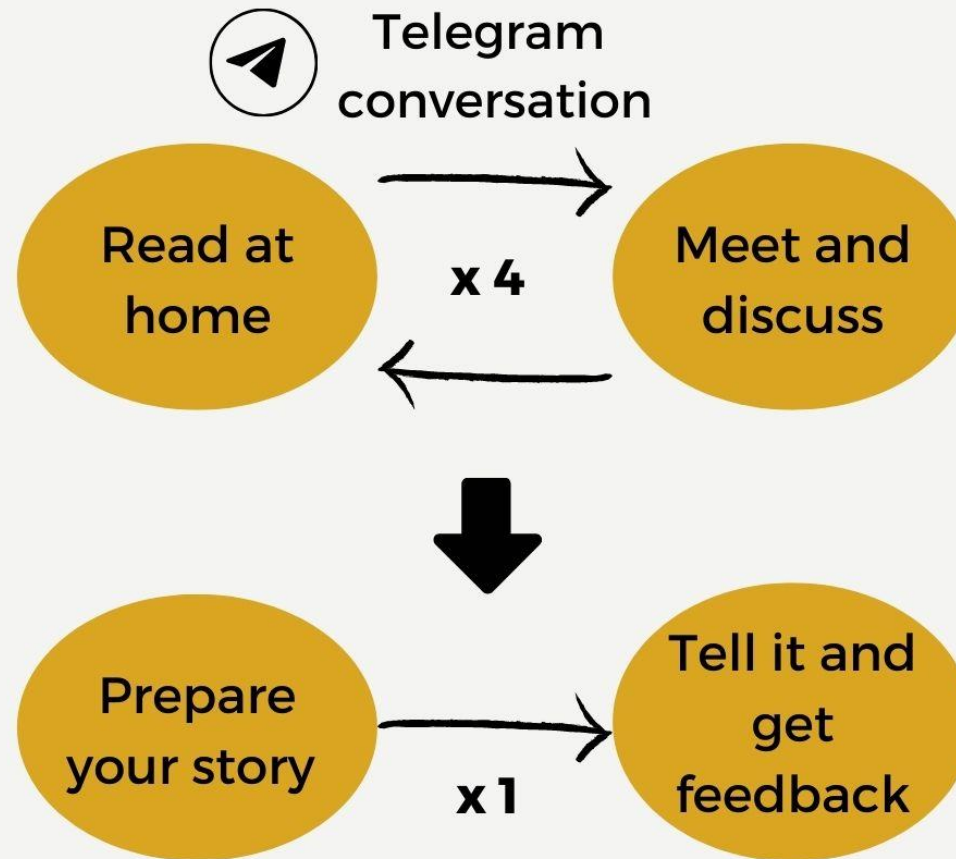 Telegram
conversation
Read at
home
x 4
Meet and
discuss
Prepare
your story
x 1
Tell it and
get
feedback